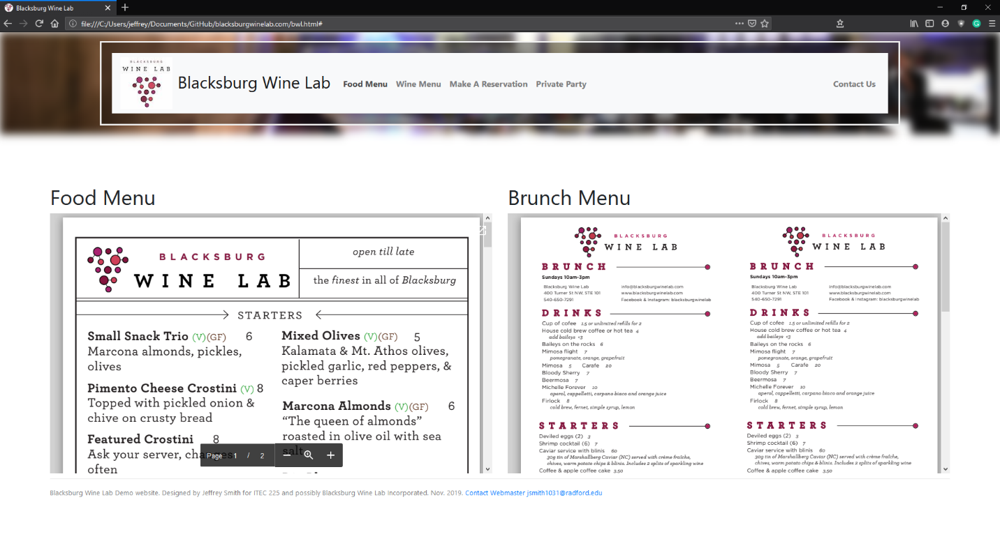 Blacksburg Wine Lab
file:///C:/Users/jeffrey/Documents/GitHub/blacksburgwinelab.com/bwl.html#
BLACKSBURG
WINE LAB
Blacksburg Wine Lab
Food Menu
Wine Menu
Make A Reservation
Private Party
Contact Us
Food Menu
BLACKSBURG
WINE LAB
open till late
the finest in all of Blacksburg
STARTERS
Small Snack Trio (V)(GF) 6
Marcona almonds, pickles,
olives
Pimento Cheese Crostini (V) 8
Topped with pickled onion &
chive on crusty bread
Featured Crostini 8
Ask your server, changes
often
Mixed Olives (V)(GF) 5
Kalamata & Mt. Athos olives,
pickled garlic, red peppers, &
caper berries
Marcona Almonds (V)(GF) 6
“The queen of almonds”
roasted in olive oil with sea
salt
Page 1 / 2
Brunch Menu
BLACKSBURG
WINE LAB
BRUNCH
Sundays 10am-3pm
Blacksburg Wine Lab
400 Turner St NW, STE 101
540-650-7291
info@blacksburgwinelab.com
www.blacksburgwinelab.com
Facebook & Instagram: blacksburgwinelab
DRINKS
Cup of cofee 1.5 or unlimited refills for 2
House cold brew coffee or hot tea 4
add baileys +3
Baileys on the rocks 6
Mimosa flight 7
pomegranate, orange, grapefruit
Mimosa 5 Carafe 20
Bloody Sherry 7
Beermosa 7
Michelle Forever 10
aperol, cappelletti, carpano biaco and orange juice
Firlock 8
cold brew, fernet, simple syrup, lemon
STARTERS
Deviled eggs (2) 3
Shrimp cocktail (6) 7
Caviar service with blinis 60
30g tin of Marshallberg Caviar (NC) served with crème fraîche,
chives, warm potato chips & blinis. Includes 2 splits of sparkling wine
Coffee & apple coffee cake 3.50
BLACKSBURG
WINE LAB
BRUNCH
Sundays 10am-3pm
Blacksburg Wine Lab
400 Turner St NW, STE 101
540-650-7291
info@blacksburgwinelab.com
www.blacksburgwinelab.com
Facebook & Instagram: blacksburgwinelab
DRINKS
Cup of cofee 1.5 or unlimited refills for 2
House cold brew coffee or hot tea 4
add baileys +3
Baileys on the rocks 6
Mimosa flight 7
pomegranate, orange, grapefruit
Mimosa 5 Carafe 20
Bloody Sherry 7
Beermosa 7
Michelle Forever 10
aperol, cappelletti, carpano biaco and orange juice
Firlock 8
cold brew, fernet, simple syrup, lemon
STARTERS
Deviled eggs (2) 3
Shrimp cocktail (6) 7
Caviar service with blinis 60
30g tin of Marshallberg Caviar (NC) served with crème fraîche,
chives, warm potato chips & blinis. Includes 2 splits of sparkling wine
Coffee & apple coffee cake 3.50
Blacksburg Wine Lab Demo website. Designed by Jeffrey Smith for ITEC 225 and possibly Blacksburg Wine Lab Incorporated. Nov. 2019. Contact Webmaster jsmith1031@radford.edu